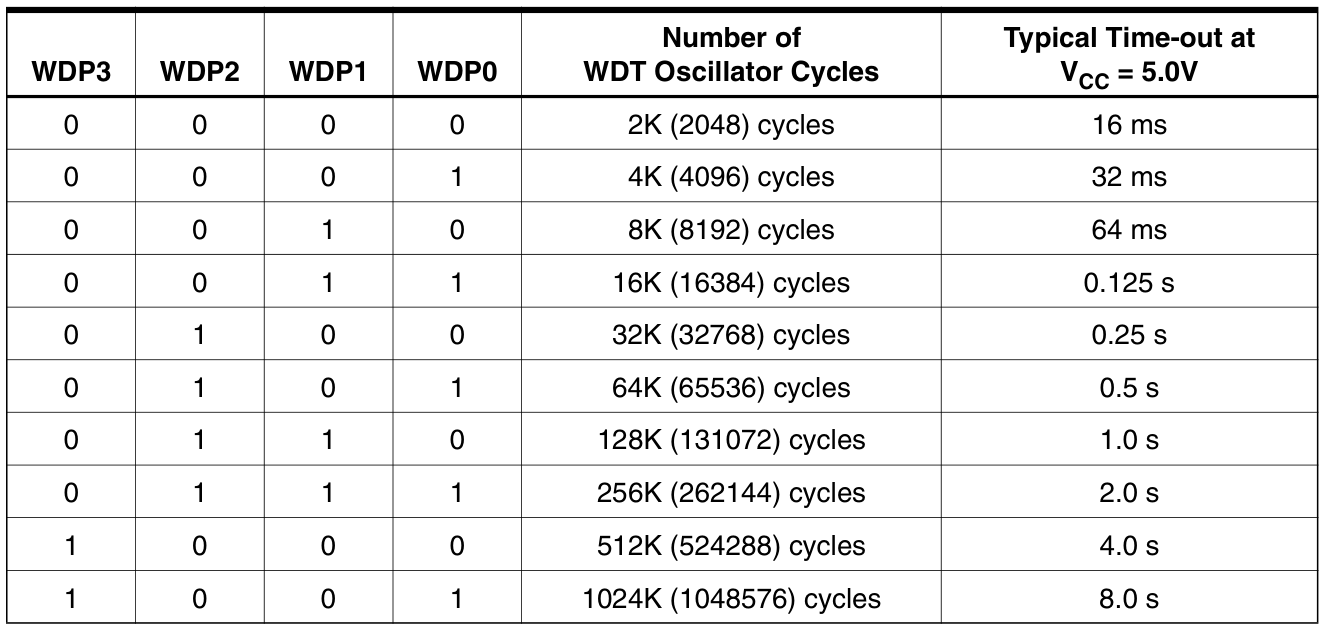 WDP3 WDP2 WDP1 WDP0 Number of WDT Oscillator Cycles Typical Time-out at VCC = 5.0V
0 0 0 0 2K (2048) cycles 16 ms
0 0 0 1 4K (4096) cycles 32 ms
0 0 1 0 8K (8192) cycles 64 ms
0 0 1 1 16K (16384) cycles 0.125 s
0 1 0 0 32K (32768) cycles 0.25 s
0 1 0 1 64K (65536) cycles 0.5 s
0 1 1 0 128K (131072) cycles 1.0 s
0 1 1 1 256K (262144) cycles 2.0 s
1 0 0 0 512K (524288) cycles 4.0 s
1 0 0 1 1024K (1048576) cycles 8.0 s